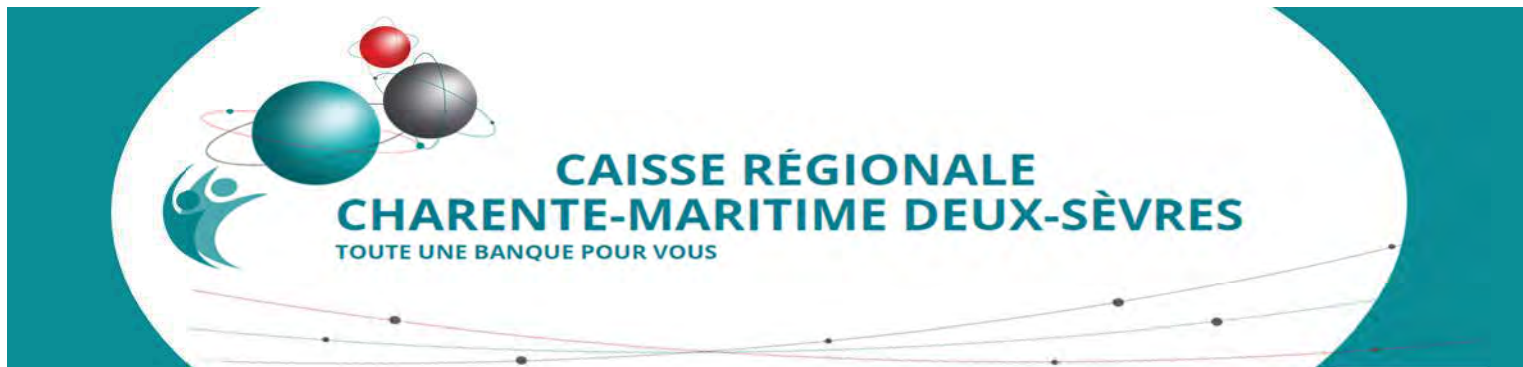 CAISSE RÉGIONALE
CHARENTE-MARITIME DEUX-SÈVRES
TOUTE UNE BANQUE POUR VOUS